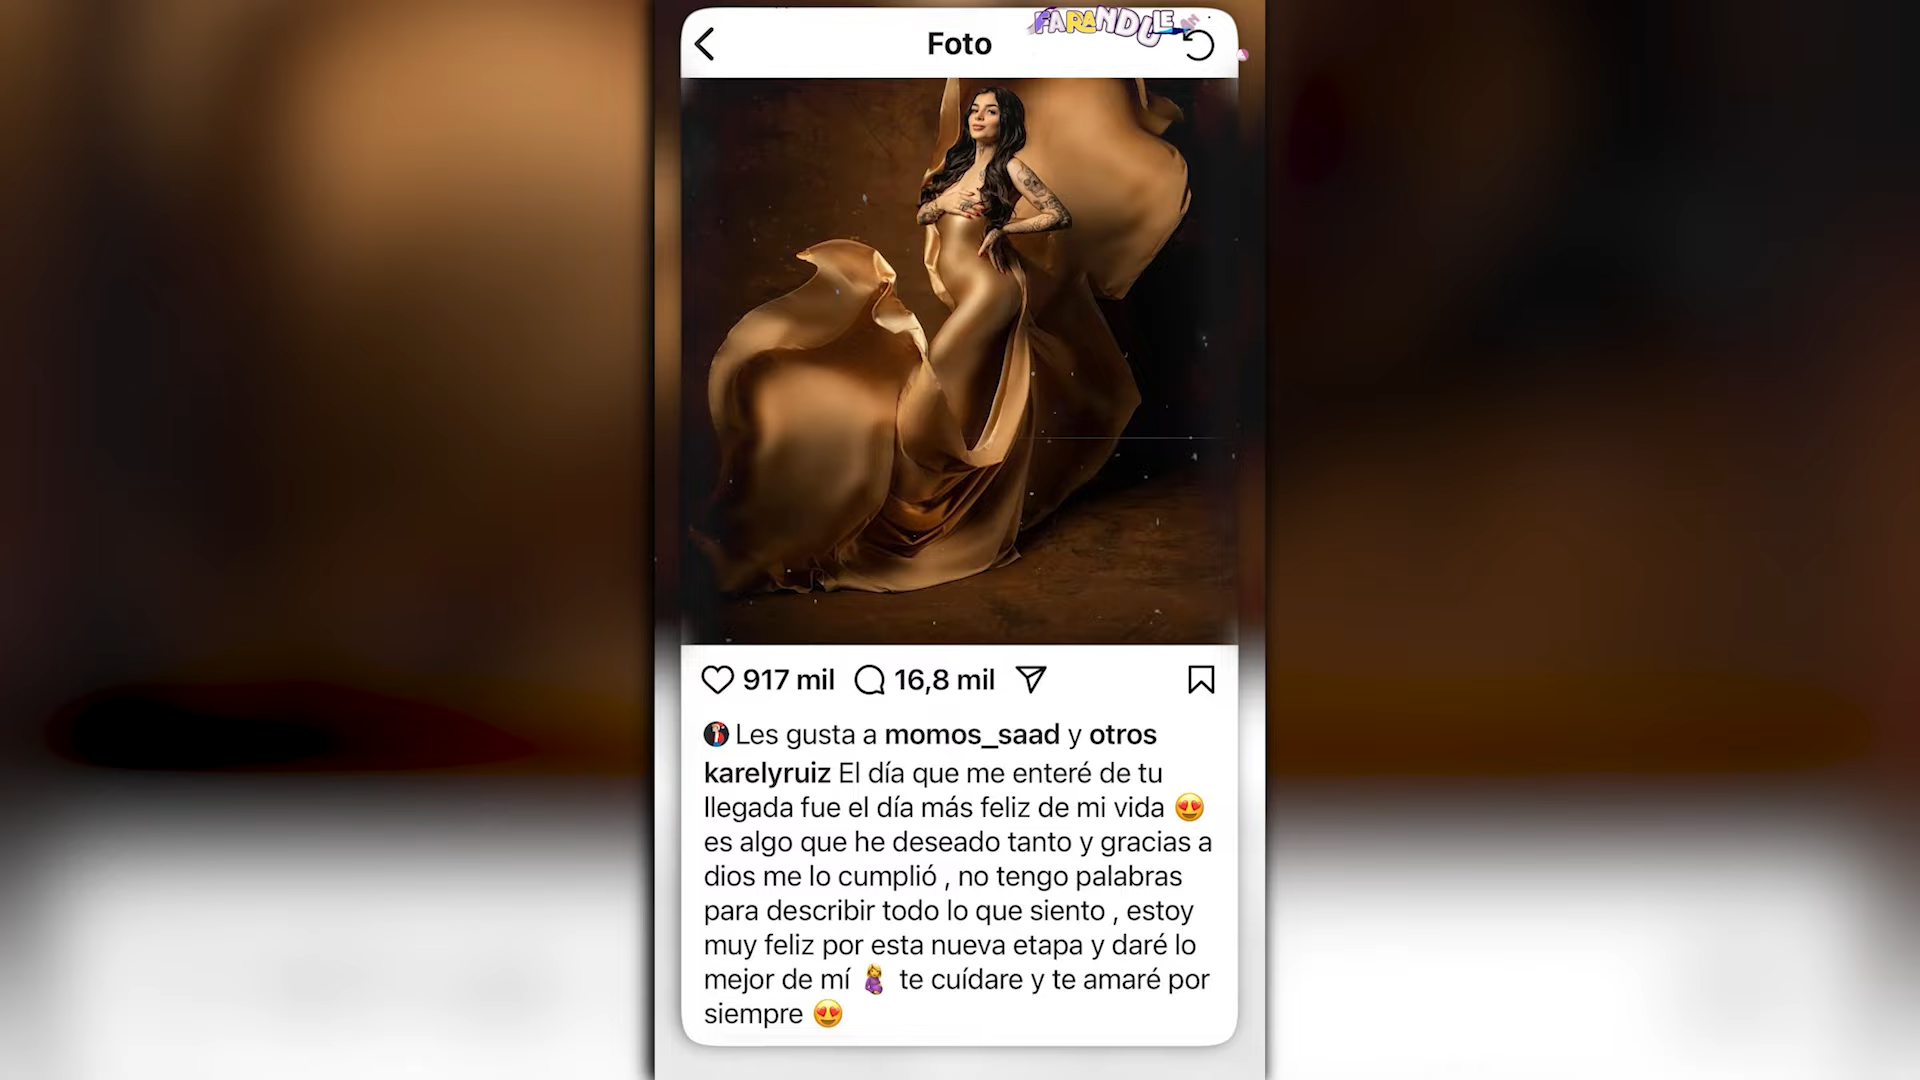 FARANDULE
Foto
917 mil 16,8 mil
Les gusta a momos_saad y otros
karelyruiz El día que me enteré de tu
llegada fue el día más feliz de mi vida 😍
es algo que he deseado tanto y gracias a
dios me lo cumplió , no tengo palabras
para describir todo lo que siento , estoy
muy feliz por esta nueva etapa y daré lo
mejor de mí 🤰 te cuídare y te amaré por
siempre 😍